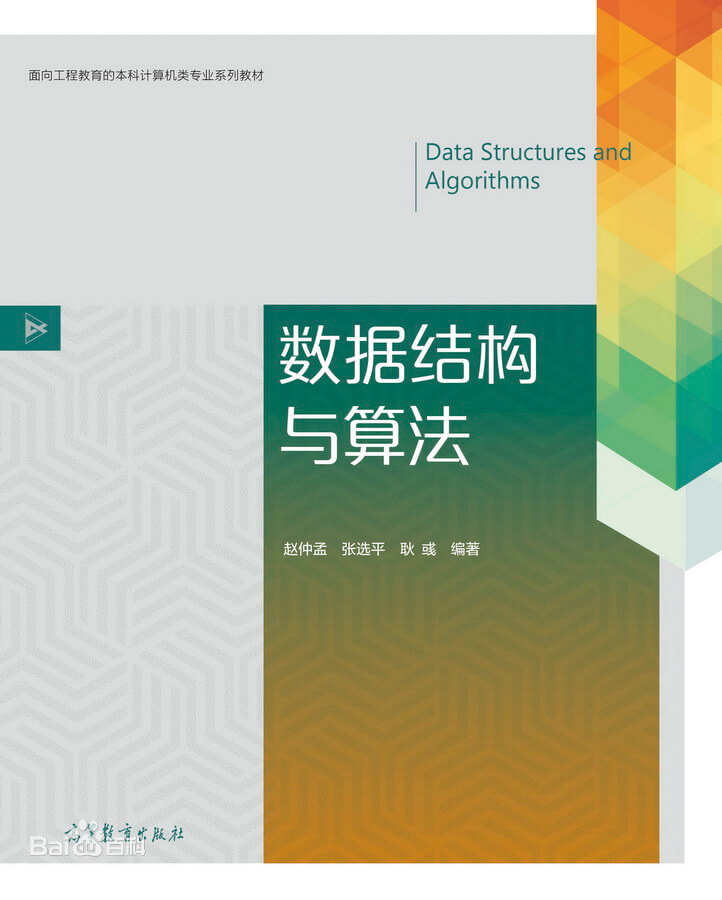 面向工程教育的本科计算机类专业系列教材
Data Structures and
Algorithms
数据结构
与算法
赵仲孟 张选平 耿彧 编著
高等教育出版社
Baidu百科